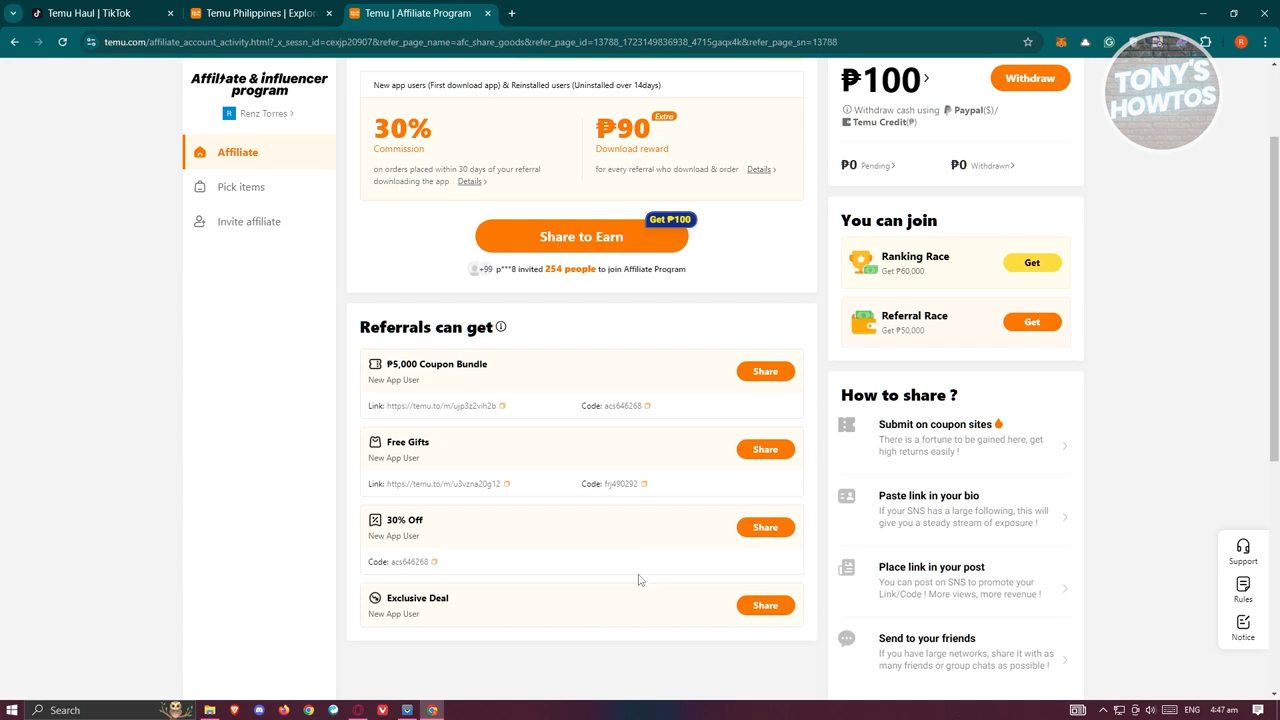 Temu Haul | TikTok
Temu Philippines | Explor
Temu | Affiliate Program
temu.com/affiliate_account_activity.html?_x_sessn_id=cexjp20907&refer_page_name=afc_share_goods&refer_page_id=13788_1723149836938_4715gaqx4k&refer_page_sn=13788
Affiliate & influencer
program
Renz Torres >
Affiliate
Pick items
Invite affiliate
New app users (First download app) & Reinstalled users (Uninstalled over 14days)
30%
Commission
on orders placed within 30 days of your referral
downloading the app Details >
₱90 Extra
Download reward
for every referral who download & order Details >
Get ₱100
Share to Earn
+99 p***8 invited 254 people to join Affiliate Program
Referrals can get
₱5,000 Coupon Bundle
New App User
Share
Link: https://temu.to/m/ujp3z2vih2b
Code: acs646268
Free Gifts
New App User
Share
Link: https://temu.to/m/u3vzna20g12
Code: frj490292
30% Off
New App User
Share
Code: acs646268
Exclusive Deal
New App User
Share
₱100 >
Withdraw
Withdraw cash using Paypal($)/
Temu Credit(₱)
₱0 Pending >
₱0 Withdrawn >
You can join
Ranking Race
Get ₱60,000
Get
Referral Race
Get ₱50,000
Get
How to share ?
Submit on coupon sites
There is a fortune to be gained here, get
high returns easily !
Paste link in your bio
If your SNS has a large following, this will
give you a steady stream of exposure !
Place link in your post
You can post on SNS to promote your
Link/Code ! More views, more revenue !
Send to your friends
If you have large networks, share it with as
many friends or group chats as possible !
Support
Rules
Notice
TONY'S
HOWTOS
Search
ENG
4:47 am